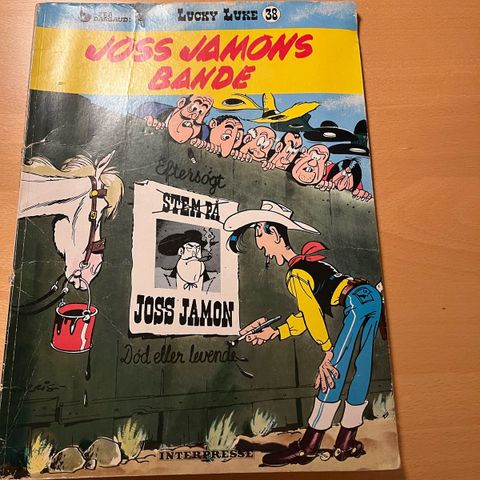 DARGAUD
LUCKY LUKE 38
JOSS JAMONS
BANDE
Eftersøgt
STEM PÅ
JOSS JAMON
Død eller levende
INTERPRESSE